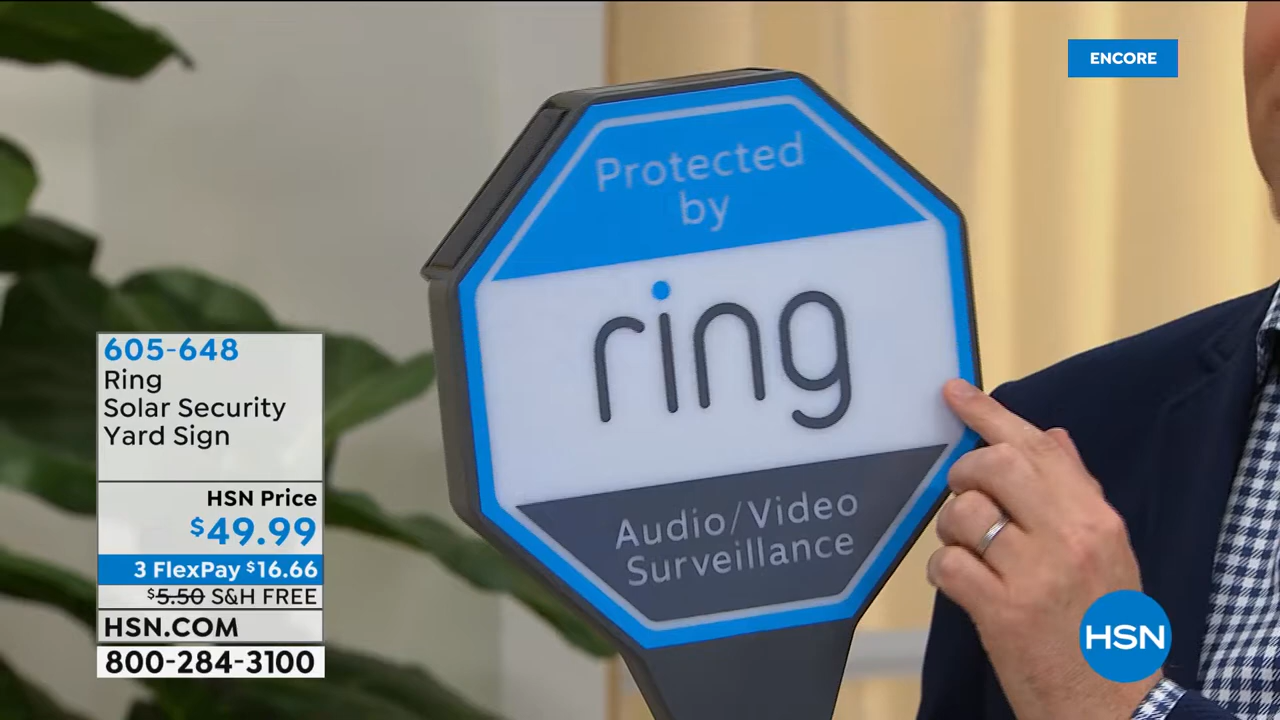 ENCORE
Protected
by
ring
Audio/Video
Surveillance
605-648
Ring
Solar Security
Yard Sign
HSN Price
$49.99
3 FlexPay $16.66
$5.50 S&H FREE
HSN.COM
800-284-3100
HSN